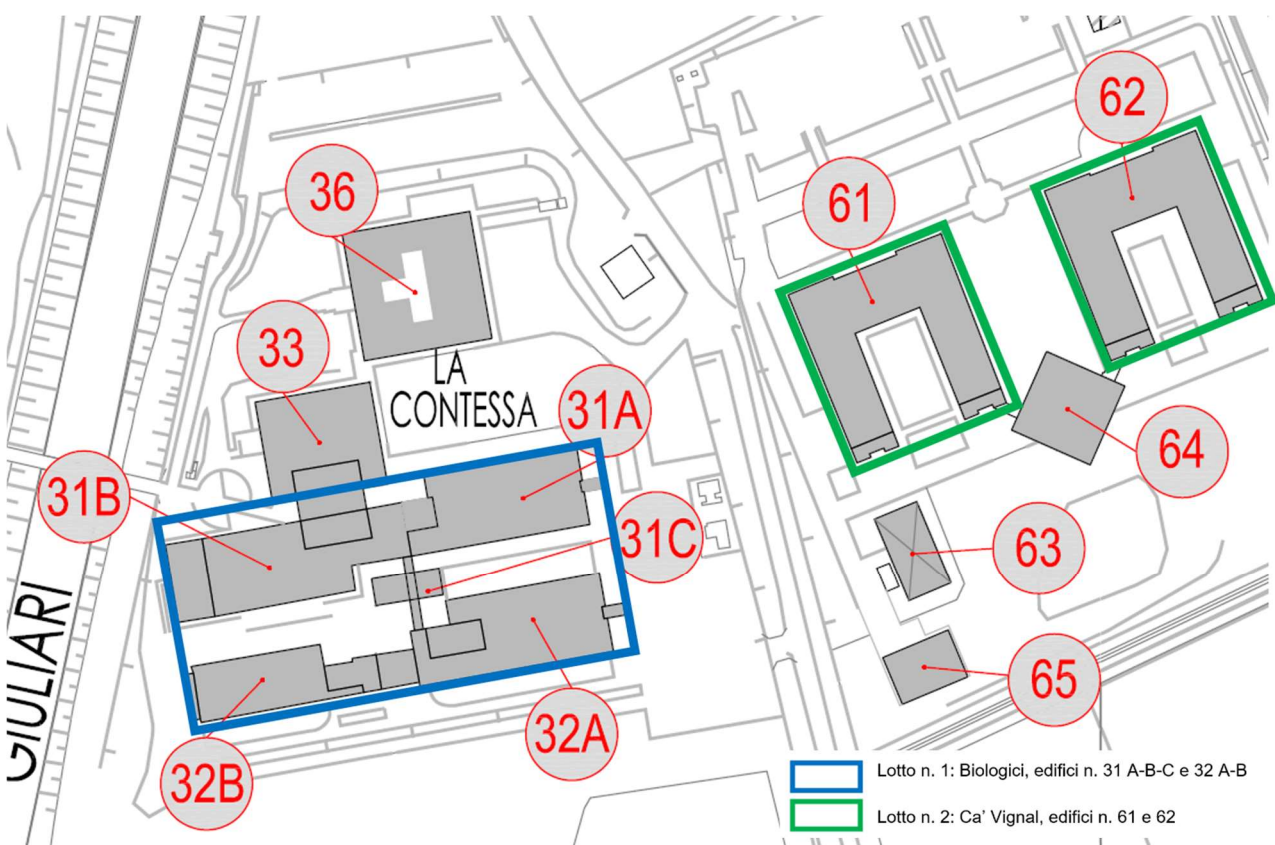 62
61
36
33
LA
CONTESSA
31A
31B
31C
64
63
65
GIULIARI
32A
32B
Lotto n. 1: Biologici, edifici n. 31 A-B-C e 32 A-B
Lotto n. 2: Ca' Vignal, edifici n. 61 e 62